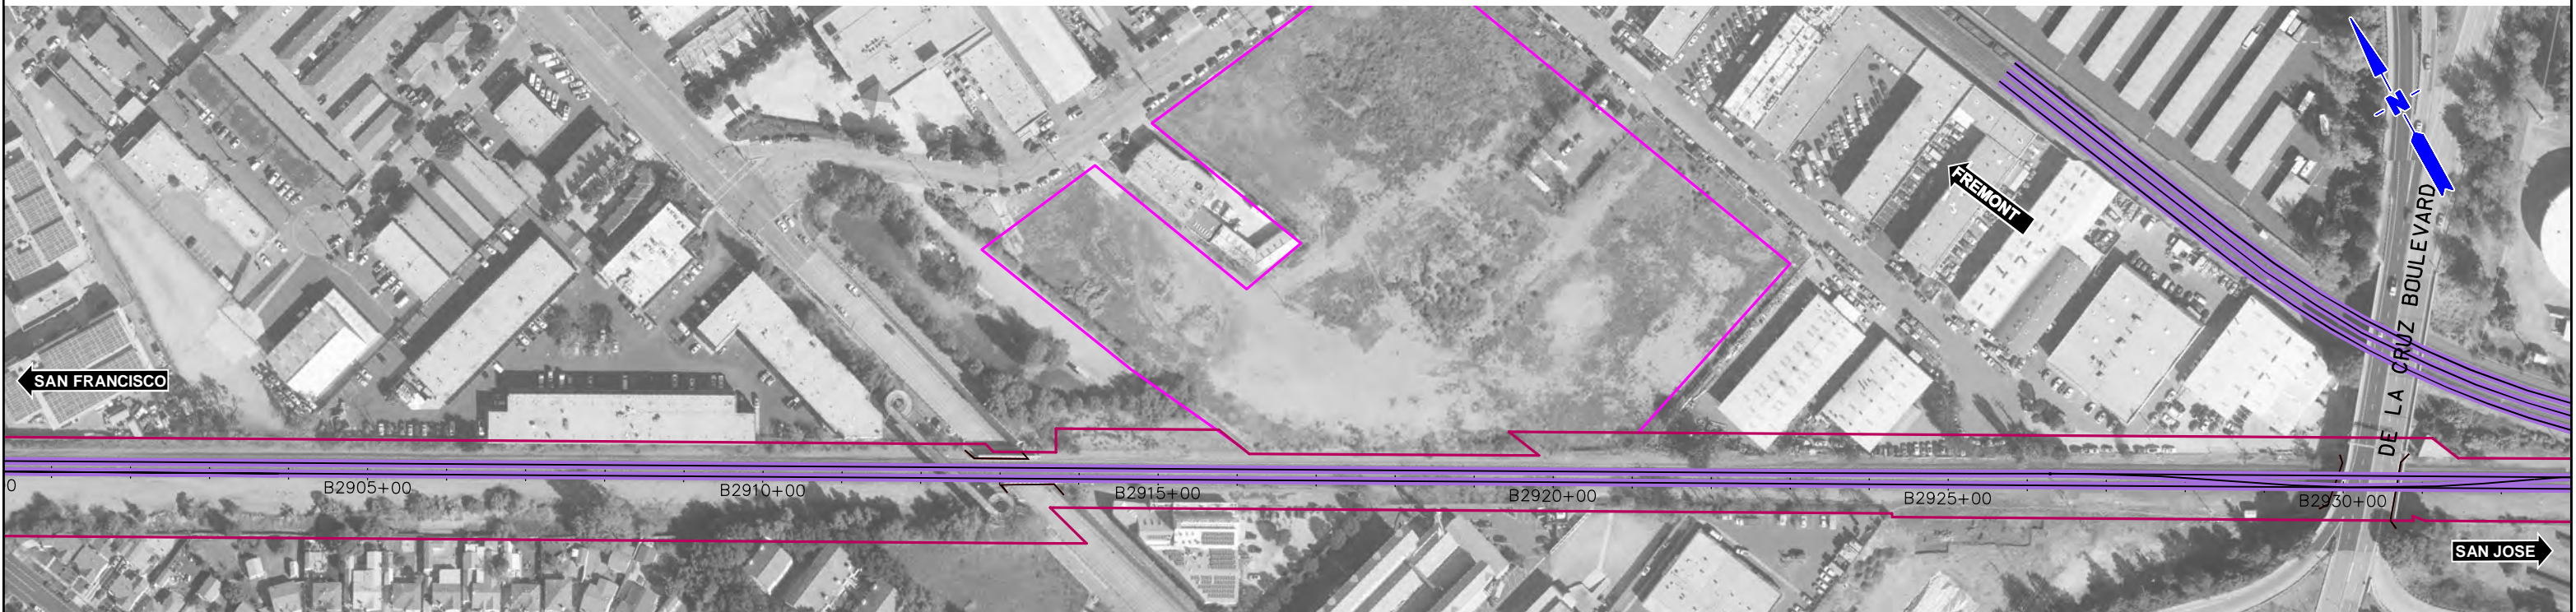 N
DE LA CRUZ BOULEVARD
FREMONT
SAN FRANCISCO
0
B2905+00
B2910+00
B2915+00
B2920+00
B2925+00
B2930+00
SAN JOSE